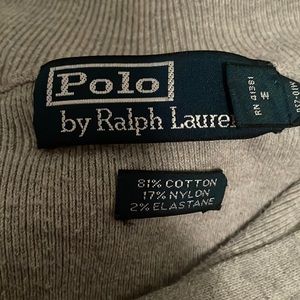 Polo
by Ralph Lauren
RN 41381
81% COTTON
17% NYLON
2% ELASTANE